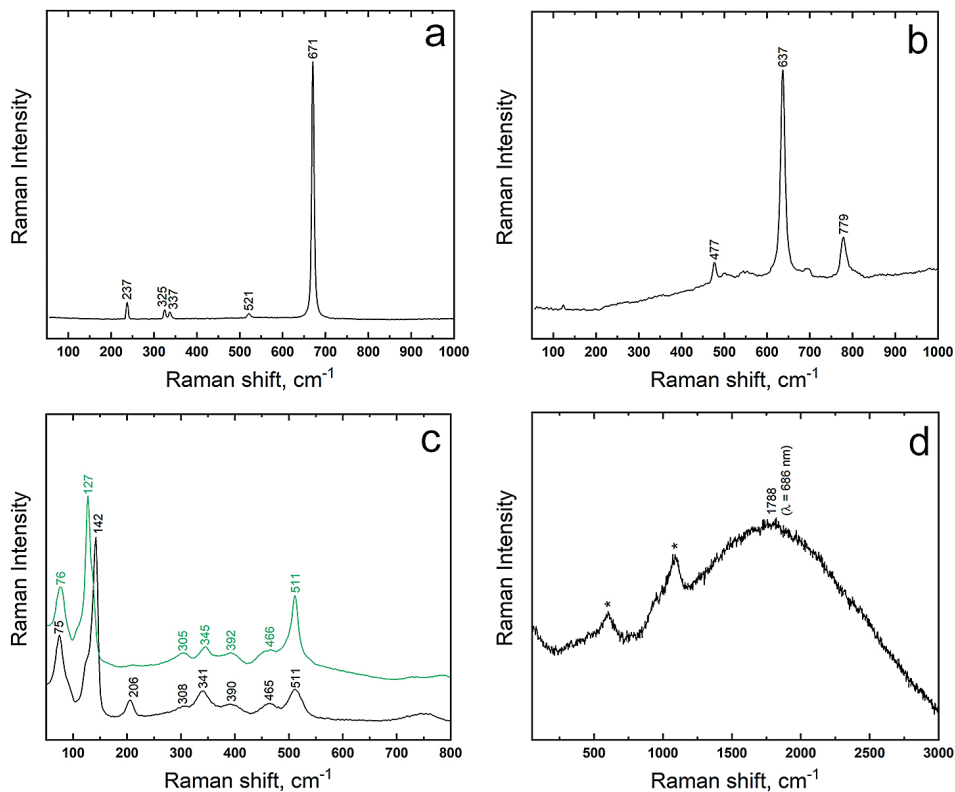 a
671
237
325
337
521
Raman Intensity
100 200 300 400 500 600 700 800 900 1000
Raman shift, cm-1
b
637
477
779
Raman Intensity
100 200 300 400 500 600 700 800 900 1000
Raman shift, cm-1
c
127
142
76
75
206
305
345
392
466
511
308
341
390
465
511
Raman Intensity
100 200 300 400 500 600 700 800
Raman shift, cm-1
d
1788
(λ = 686 nm)
*
*
Raman Intensity
500 1000 1500 2000 2500 3000
Raman shift, cm-1